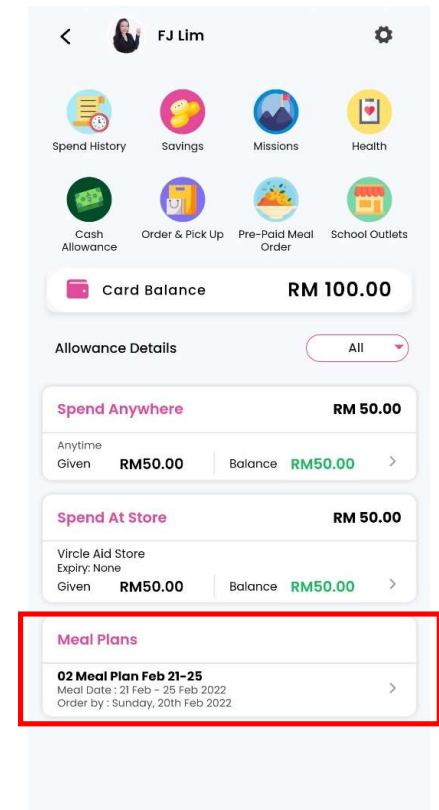 FJ Lim
Spend History
Savings
Missions
Health
Cash
Allowance
Order & Pick Up
Pre-Paid Meal
Order
School Outlets
Card Balance RM 100.00
Allowance Details All
Spend Anywhere RM 50.00
Anytime
Given RM50.00 Balance RM50.00
Spend At Store RM 50.00
Vircle Aid Store
Expiry: None
Given RM50.00 Balance RM50.00
Meal Plans
02 Meal Plan Feb 21-25
Meal Date : 21 Feb - 25 Feb 2022
Order by : Sunday, 20th Feb 2022